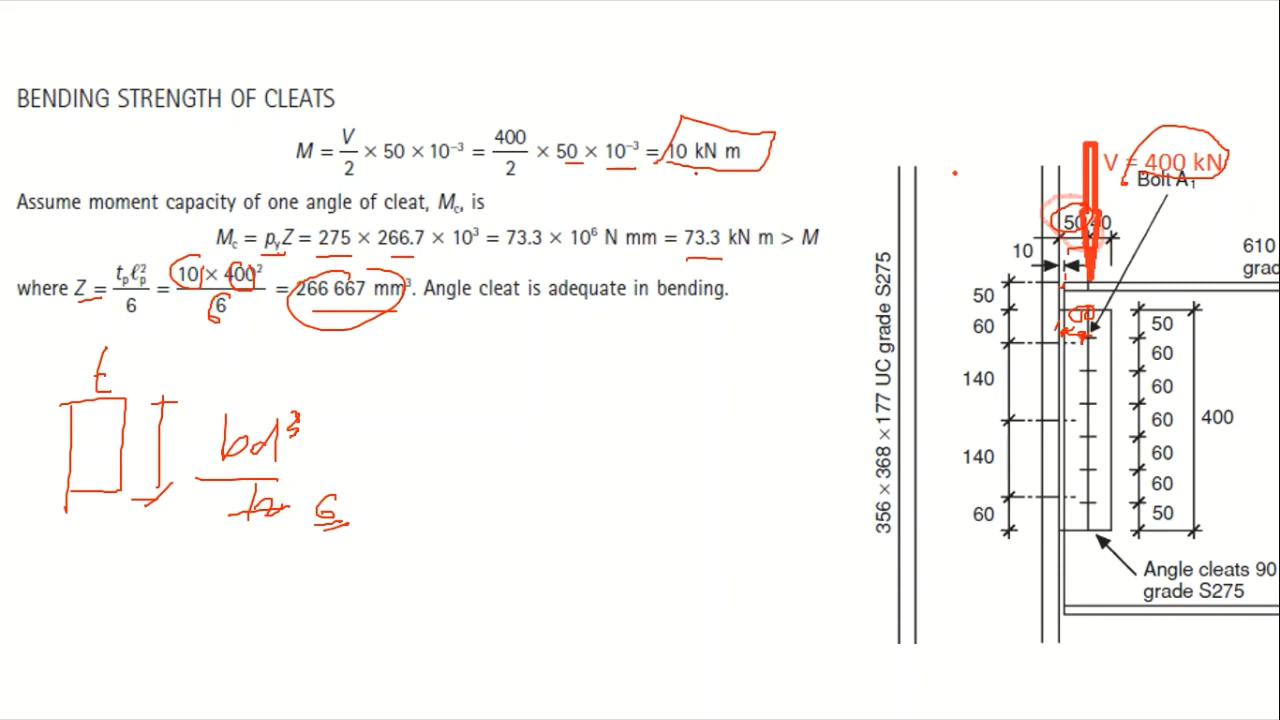 BENDING STRENGTH OF CLEATS
M = V/2 × 50 × 10⁻³ = 400/2 × 50 × 10⁻³ = 10 kN m
Assume moment capacity of one angle of cleat, Mc, is
Mc = pyZ = 275 × 266.7 × 10³ = 73.3 × 10⁶ N mm = 73.3 kN m > M
where Z = tpℓp²/6 = 10 × 400²/6 = 266 667 mm³. Angle cleat is adequate in bending.
6
t
bd³
12 6
V = 400 kN
Bolt A1
50 40
10
610
grad
50
60
140
140
60
50
60
60
60
60
60
50
400
356 × 368 × 177 UC grade S275
Angle cleats 90
grade S275